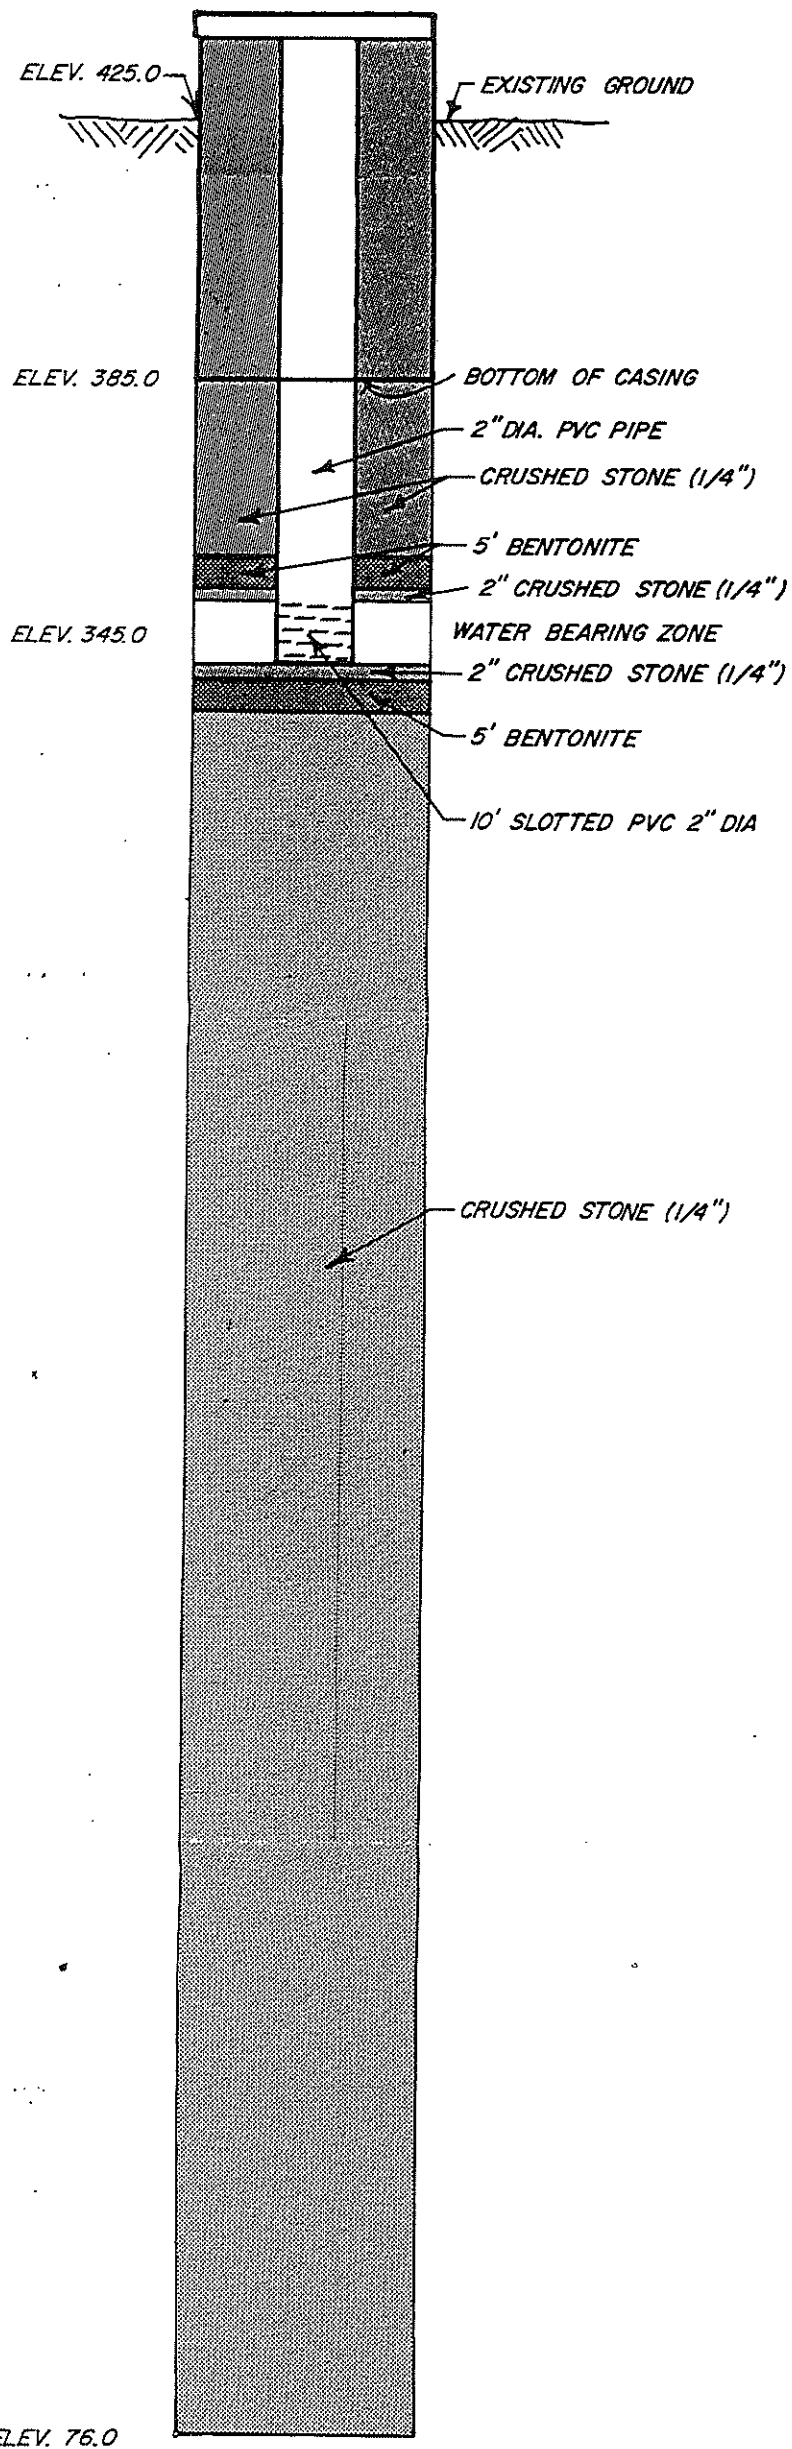 ELEV. 425.0
EXISTING GROUND
ELEV. 385.0
BOTTOM OF CASING
2" DIA. PVC PIPE
CRUSHED STONE (1/4")
5' BENTONITE
2" CRUSHED STONE (1/4")
ELEV. 345.0
WATER BEARING ZONE
2" CRUSHED STONE (1/4")
5' BENTONITE
10' SLOTTED PVC 2" DIA
CRUSHED STONE (1/4")
ELEV. 76.0